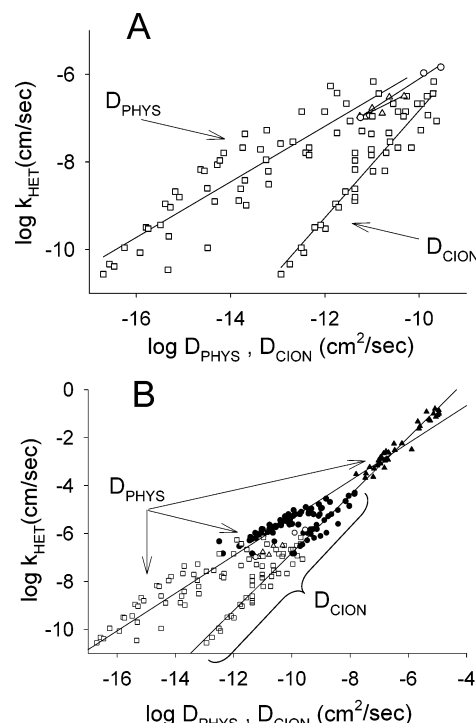 A
-6
-8
-10
log k_HET(cm/sec)
D_PHYS
D_CION
-16
-14
-12
-10
log D_PHYS , D_CION (cm²/sec)
B
0
-2
-4
-6
-8
-10
log k_HET(cm/sec)
D_PHYS
D_CION
-16
-14
-12
-10
-8
-6
-4
log D_PHYS , D_CION (cm²/sec)